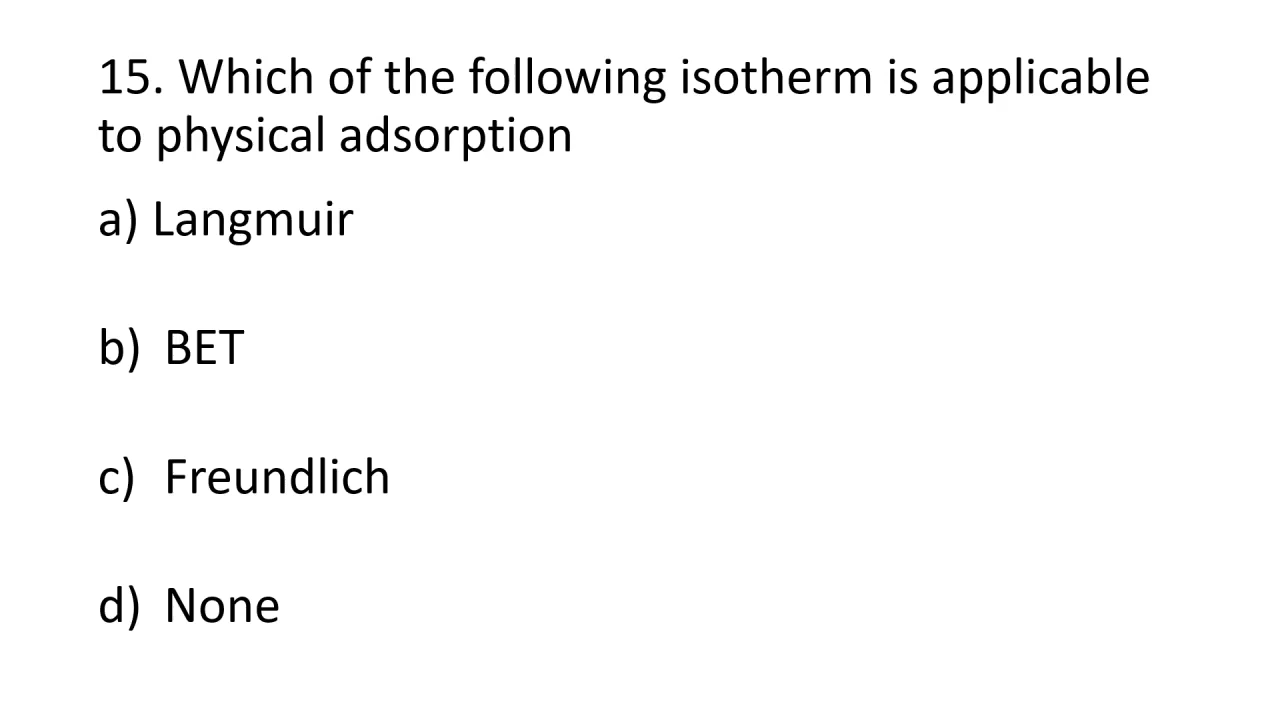 15. Which of the following isotherm is applicable
to physical adsorption
a) Langmuir
b) BET
c) Freundlich
d) None